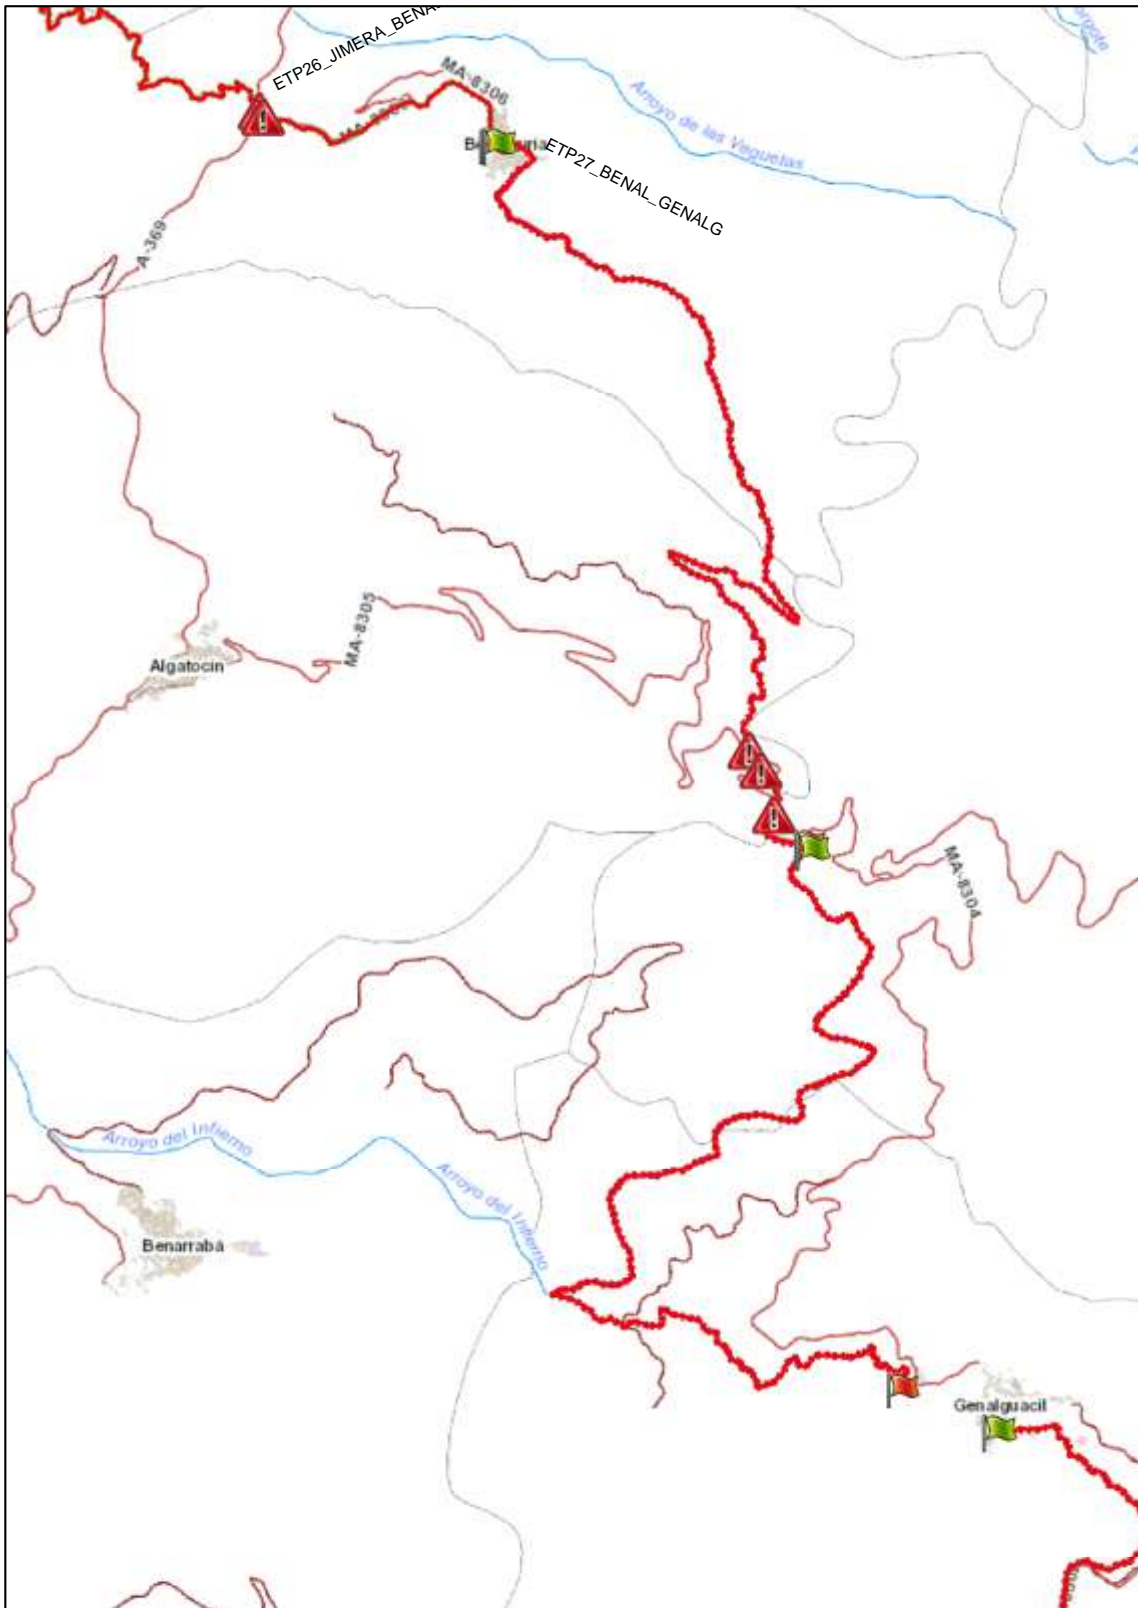 ETP26_JIMERA_BENA
MA-8306
Arroyo de las Veguetas
ETP27_BENAL_GENALG
A-369
MA-8305
Algatocín
MA-8304
Arroyo del Infierno
Arroyo del Infierno
Benarrabá
Genalguacil